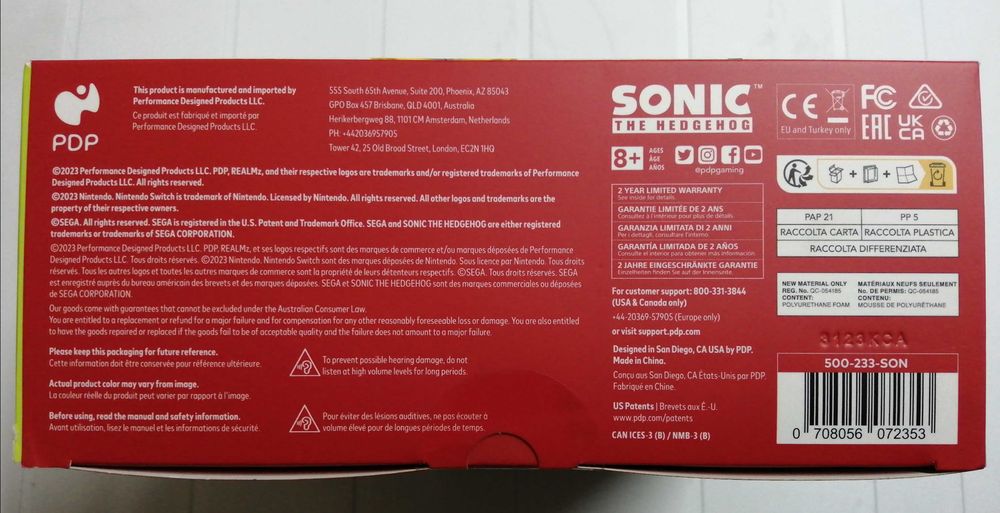 PDP
This product is manufactured and imported by
Performance Designed Products LLC.
Ce produit est fabriqué et importé par
Performance Designed Products LLC.
555 South 65th Avenue, Suite 200, Phoenix, AZ 85043
GPO Box 457 Brisbane, QLD 4001, Australia
Herikerbergweg 88, 1101 CM Amsterdam, Netherlands
PH: +442036957905
Tower 42, 25 Old Broad Street, London, EC2N 1HQ
©2023 Performance Designed Products LLC. PDP, REALMz, and their respective logos are trademarks and/or registered trademarks of Performance
Designed Products LLC. All rights reserved.
©2023 Nintendo. Nintendo Switch is trademark of Nintendo. Licensed by Nintendo. All rights reserved. All other logos and trademarks are the
property of their respective owners.
©SEGA. All rights reserved. SEGA is registered in the U.S. Patent and Trademark Office. SEGA and SONIC THE HEDGEHOG are either registered
trademarks or trademarks of SEGA CORPORATION.
©2023 Performance Designed Products LLC. PDP, REALMz, et ses logos respectifs sont des marques de commerce et/ou marques déposées de Performance
Designed Products LLC. Tous droits réservés. ©2023 Nintendo. Nintendo Switch sont des marques déposées de Nintendo. Sous licence par Nintendo. Tous droits
réservés. Tous les autres logos et toutes les autres marques de commerce sont la propriété de leurs détenteurs respectifs. ©SEGA. Tous droits réservés. SEGA
est enregistré auprès du bureau américain des brevets et des marques déposées. SEGA et SONIC THE HEDGEHOG sont des marques commerciales ou déposées
de SEGA CORPORATION.
Our goods come with guarantees that cannot be excluded under the Australian Consumer Law.
You are entitled to a replacement or refund for a major failure and for compensation for any other reasonably foreseeable loss or damage. You are also entitled
to have the goods repaired or replaced if the goods fail to be of acceptable quality and the failure does not amount to a major failure.
Please keep this packaging for future reference.
Cette information doit être conservée pour référence ultérieure.
Actual product color may vary from image.
La couleur réelle du produit peut varier par rapport à l'image.
Before using, read the manual and safety information.
Avant utilisation, lisez le manuel et les informations de sécurité.
To prevent possible hearing damage, do not
listen at high volume levels for long periods.
Pour éviter des lésions auditives, ne pas écouter à
volume élevé pour de longues périodes de temps.
SONIC™
THE HEDGEHOG
8+
AGES
ÂGE
AÑOS
@pdpgaming
2 YEAR LIMITED WARRANTY
See inside for details.
GARANTIE LIMITÉE DE 2 ANS
Consultez à l'intérieur pour plus de détails.
GARANZIA LIMITATA DI 2 ANNI
Per i dettagli, consultare l'interno.
GARANTÍA LIMITADA DE 2 AÑOS
Consulte el interior para obtener más información.
2 JAHRE EINGESCHRÄNKTE GARANTIE
Einzelheiten finden Sie auf der Innenseite.
For customer support: 800-331-3844
(USA & Canada only)
+44-20369-57905 (Europe only)
or visit support.pdp.com
Designed in San Diego, CA USA by PDP.
Made in China.
Conçu aus San Diego, CA États-Unis par PDP.
Fabriqué en Chine.
US Patents | Brevets aux É.-U.
www.pdp.com/patents
CAN ICES-3 (B) / NMB-3 (B)
CE
EU and Turkey only
FC
EAC
UK
CA
PAP 21 PP 5
RACCOLTA CARTA RACCOLTA PLASTICA
RACCOLTA DIFFERENZIATA
NEW MATERIAL ONLY
REG. No. QC-054185
CONTENT:
POLYURETHANE FOAM
MATÉRIAUX NEUFS SEULEMENT
No. DE PERMIS: QC-054185
CONTENU:
MOUSSE DE POLYURÉTHANE
3123KCA
500-233-SON
0 708056 072353